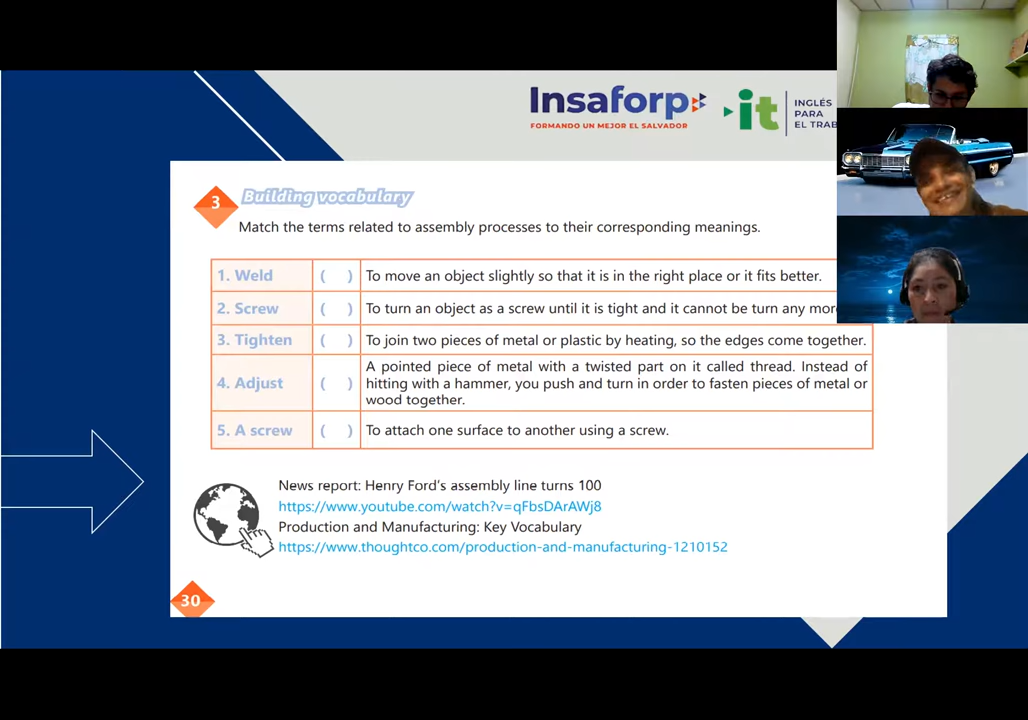 Insaforp
FORMANDO UN MEJOR EL SALVADOR
it
INGLÉS
PARA
EL TRAB
3
Building vocabulary
Match the terms related to assembly processes to their corresponding meanings.
1. Weld ( ) To move an object slightly so that it is in the right place or it fits better.
2. Screw ( ) To turn an object as a screw until it is tight and it cannot be turn any more
3. Tighten ( ) To join two pieces of metal or plastic by heating, so the edges come together.
4. Adjust ( ) A pointed piece of metal with a twisted part on it called thread. Instead of
hitting with a hammer, you push and turn in order to fasten pieces of metal or
wood together.
5. A screw ( ) To attach one surface to another using a screw.
News report: Henry Ford's assembly line turns 100
https://www.youtube.com/watch?v=qFbsDArAWj8
Production and Manufacturing: Key Vocabulary
https://www.thoughtco.com/production-and-manufacturing-1210152
30